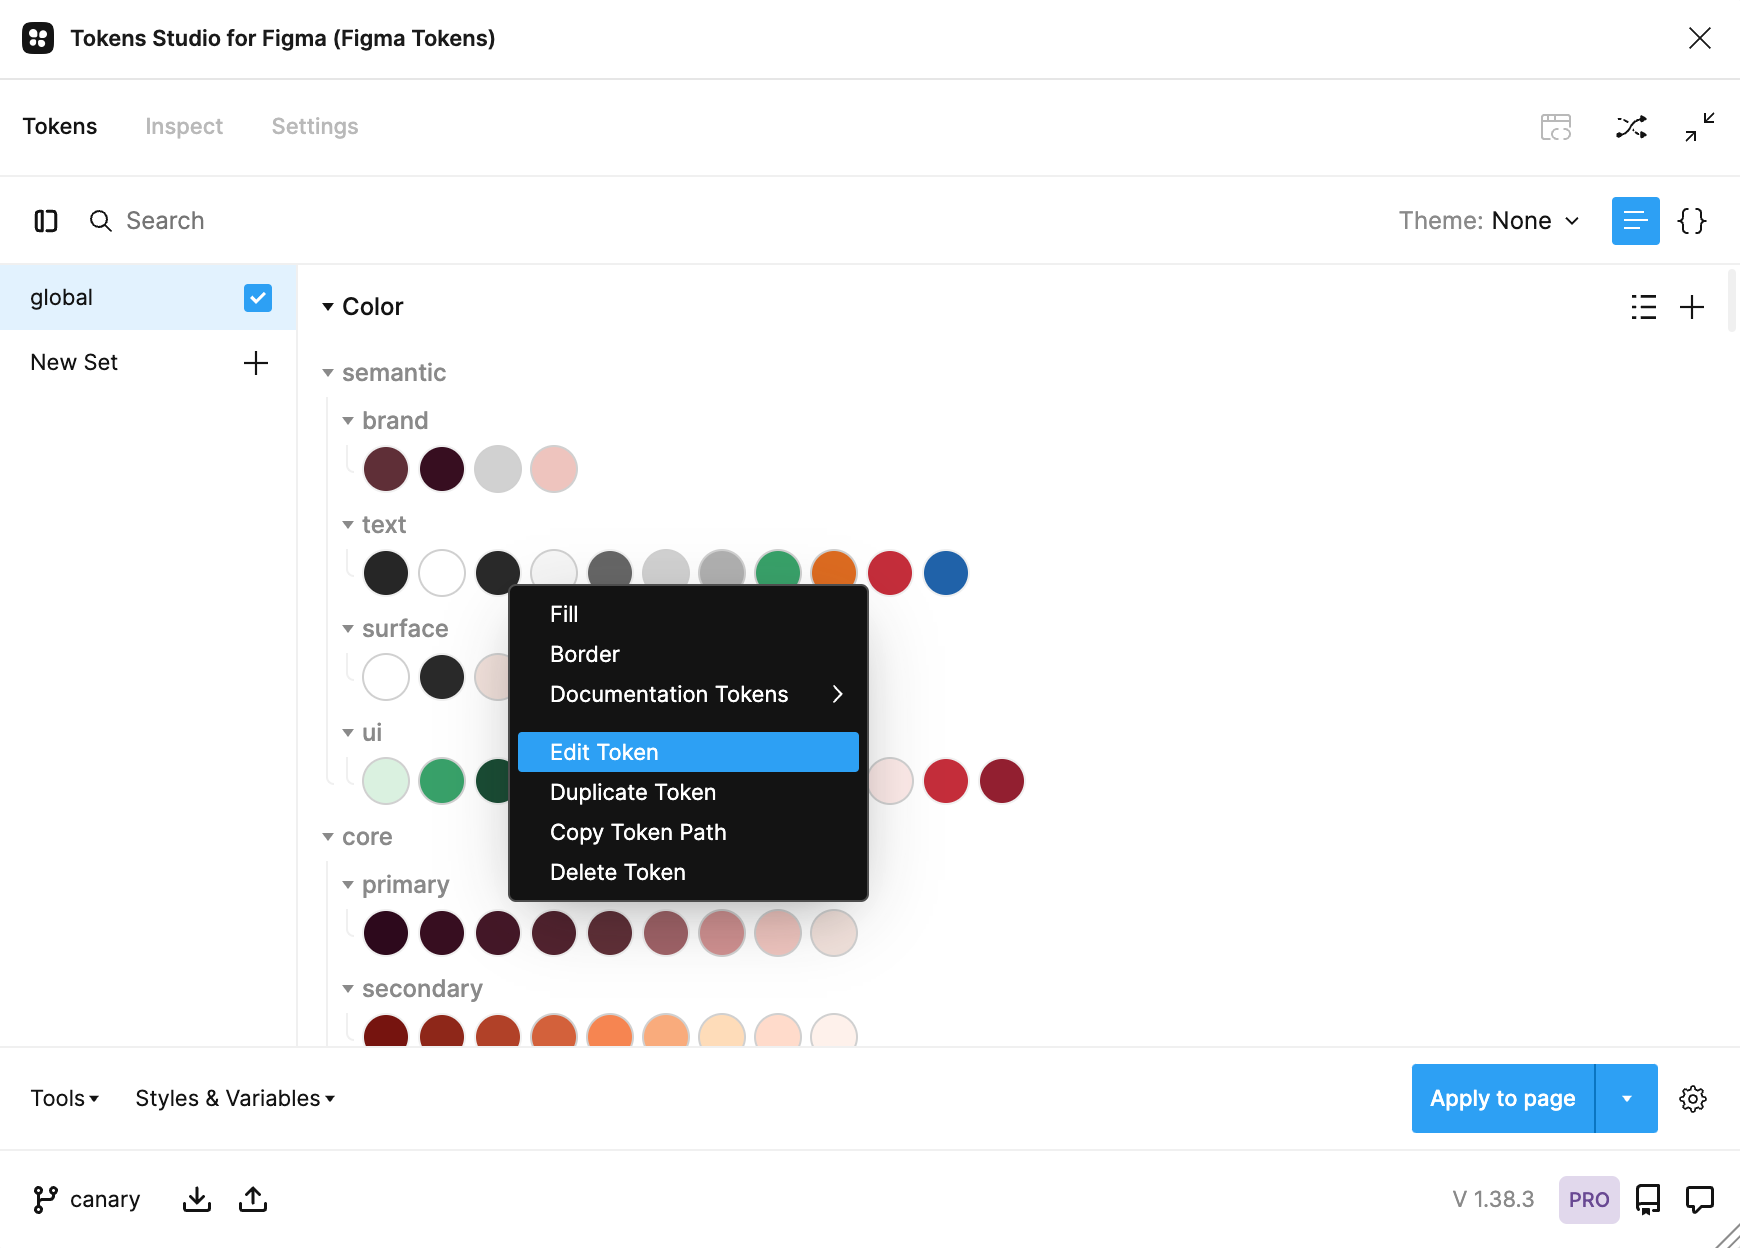 Tokens Studio for Figma (Figma Tokens)
Tokens Inspect Settings
Search Theme: None
global
New Set
Color
semantic
brand
text
surface
ui
core
primary
secondary
Fill
Border
Documentation Tokens
Edit Token
Duplicate Token
Copy Token Path
Delete Token
Tools Styles & Variables Apply to page
canary V 1.38.3 PRO